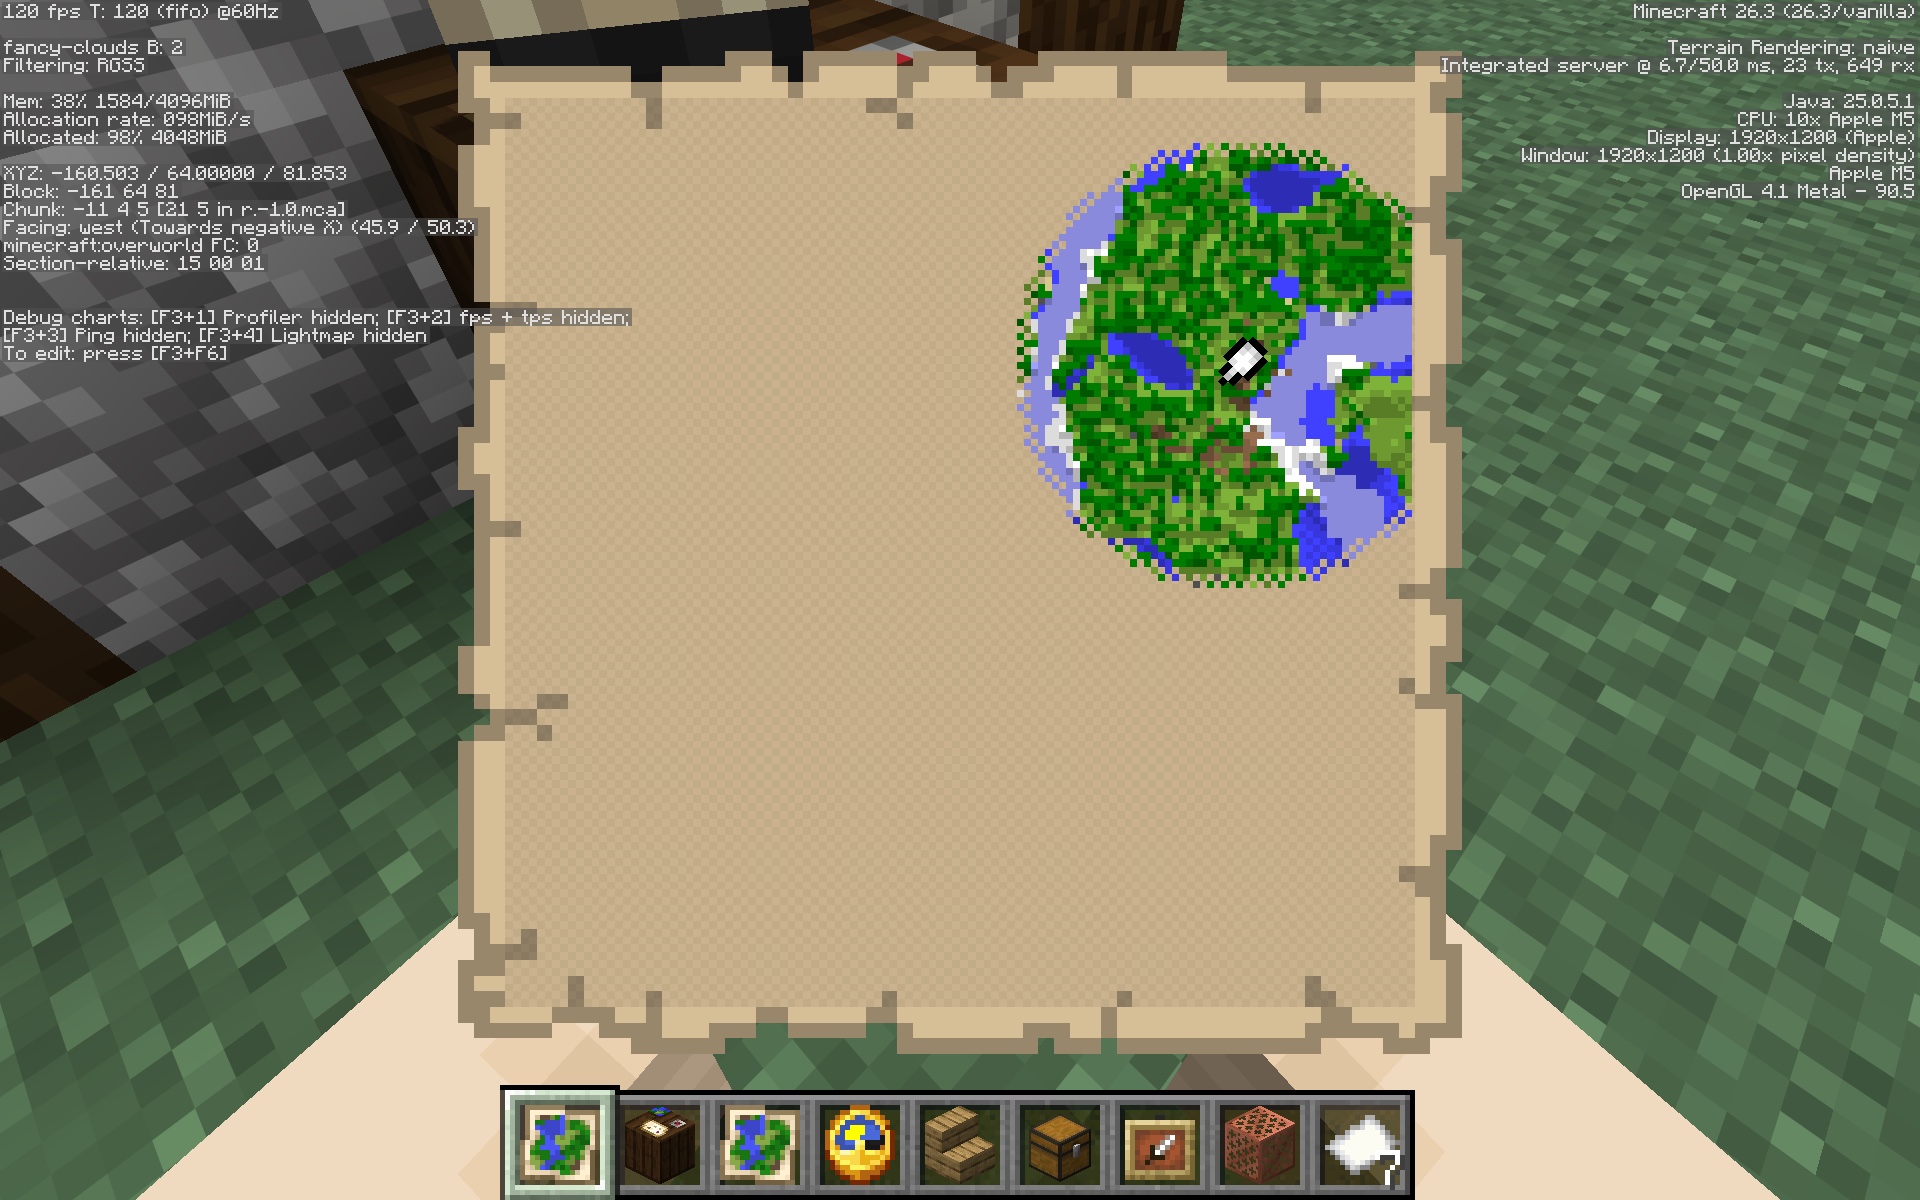 120 fps T: 120 (fifo) @60Hz
fancy-clouds B: 2
Filtering: RGSS
Mem: 38% 1584/4096MiB
Allocation rate: 098MiB/s
Allocated: 98% 4048MiB
XYZ: -160.503 / 64.00000 / 81.853
Block: -161 64 81
Chunk: -11 4 5 [21 5 in r.-1.0.mca]
Facing: west (Towards negative X) (45.9 / 50.3)
minecraft:overworld FC: 0
Section-relative: 15 00 01
Debug charts: [F3+1] Profiler hidden; [F3+2] fps + tps hidden;
[F3+3] Ping hidden; [F3+4] Lightmap hidden
To edit: press [F3+F6]
Minecraft 26.3 (26.3/vanilla)
Terrain Rendering: naive
Integrated server @ 6.7/50.0 ms, 23 tx, 649 rx
Java: 25.0.5.1
CPU: 10x Apple M5
Display: 1920x1200 (Apple)
Window: 1920x1200 (1.00x pixel density)
Apple M5
OpenGL 4.1 Metal - 90.5